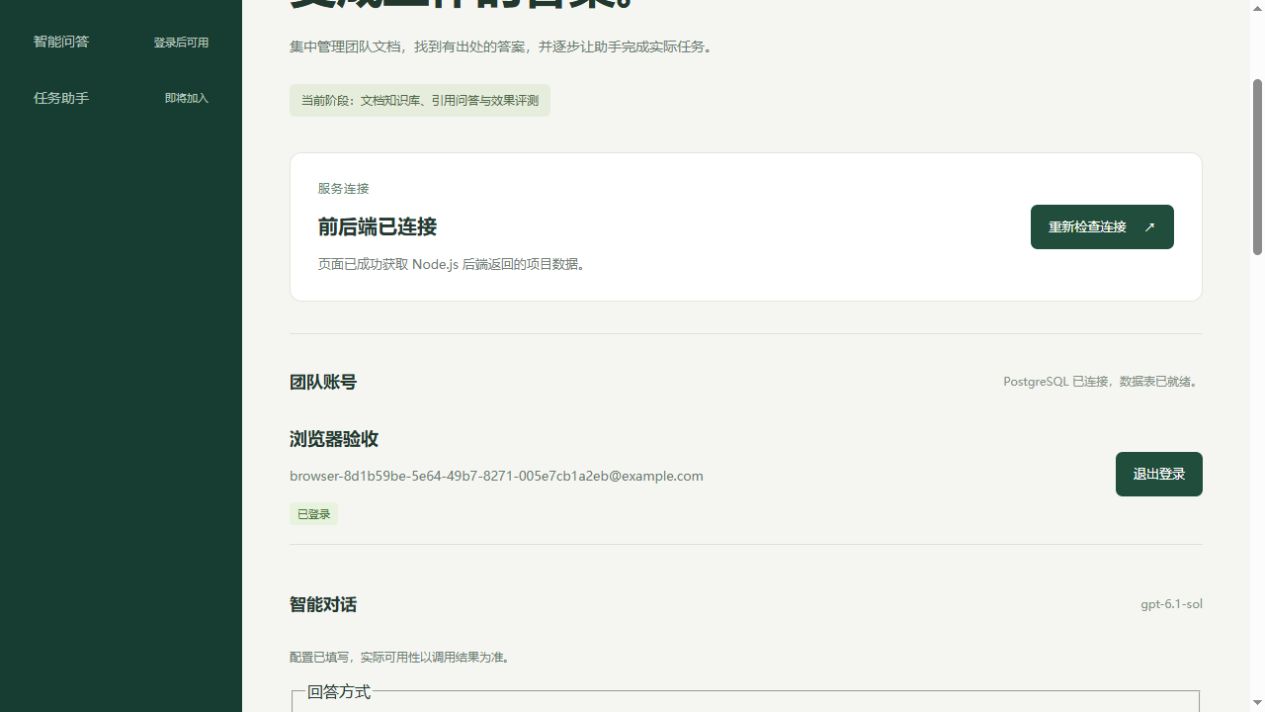 智能问答
登录后可用
任务助手
即将加入
变成工作的答案。
集中管理团队文档，找到有出处的答案，并逐步让助手完成实际任务。
当前阶段：文档知识库、引用问答与效果评测
服务连接
前后端已连接
页面已成功获取 Node.js 后端返回的项目数据。
重新检查连接 ↗
团队账号
PostgreSQL 已连接，数据表已就绪。
浏览器验收
browser-8d1b59be-5e64-49b7-8271-005e7cb1a2eb@example.com
已登录
退出登录
智能对话
gpt-6.1-sol
配置已填写，实际可用性以调用结果为准。
回答方式